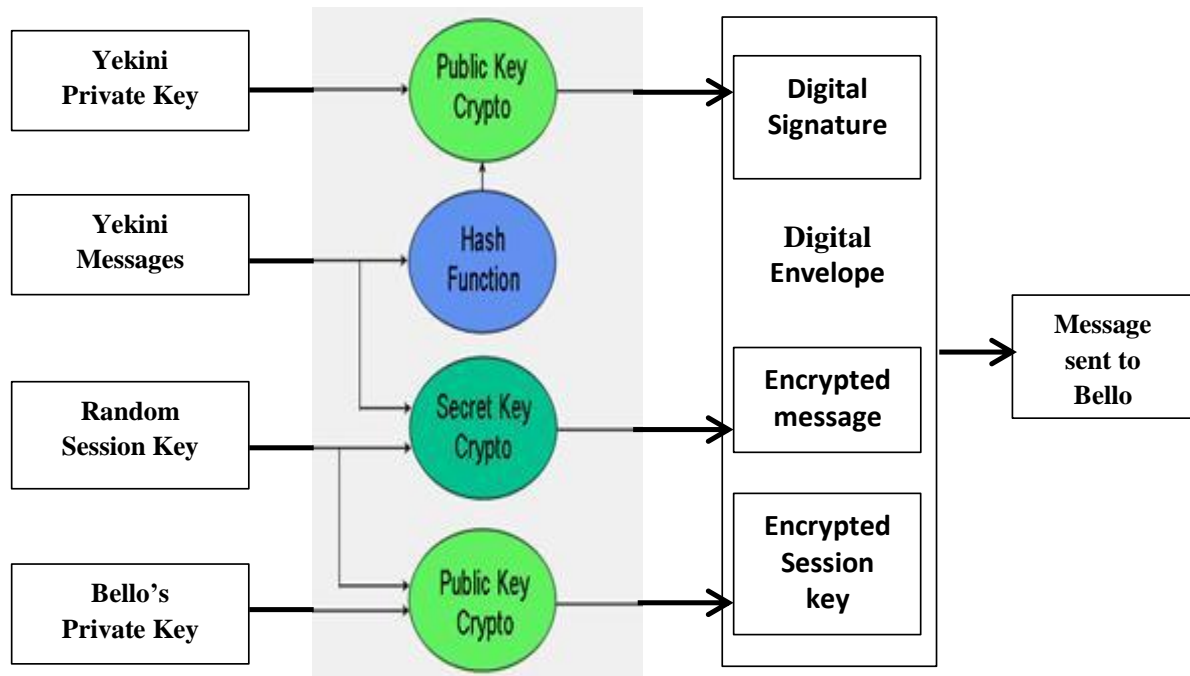 Yekini
Private Key
Public Key
Crypto
Digital
Signature
Yekini
Messages
Hash
Function
Digital
Envelope
Random
Session Key
Secret Key
Crypto
Encrypted
message
Message
sent to
Bello
Bello’s
Private Key
Public Key
Crypto
Encrypted
Session
key